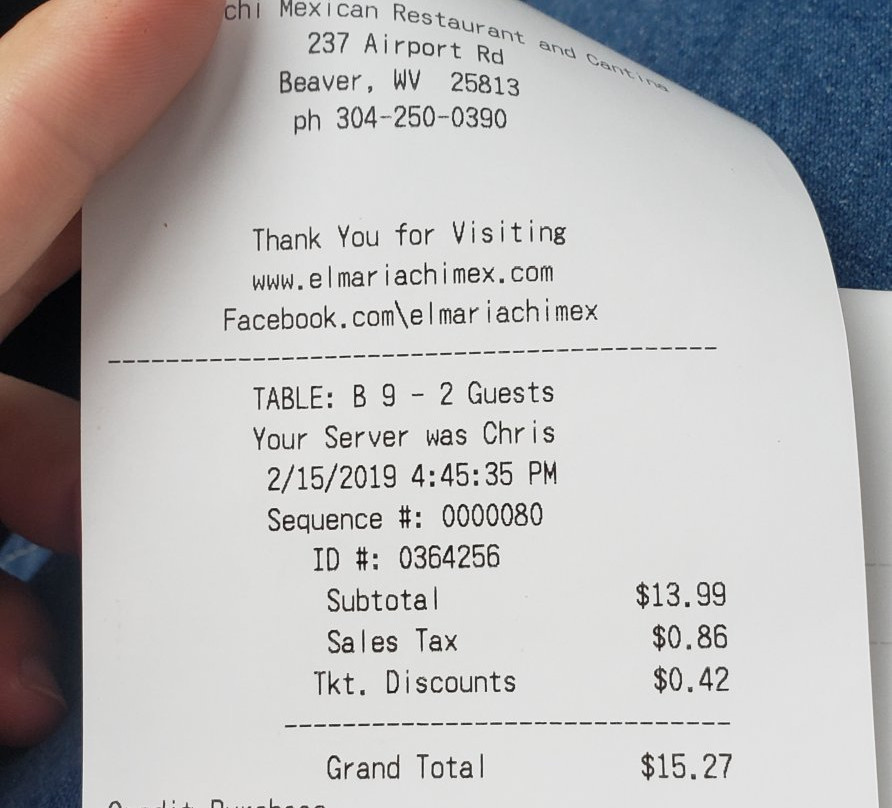 chi Mexican Restaurant and Cantina
237 Airport Rd
Beaver, WV 25813
ph 304-250-0390
Thank You for Visiting
www.elmariachimex.com
Facebook.com\elmariachimex
TABLE: B 9 - 2 Guests
Your Server was Chris
2/15/2019 4:45:35 PM
Sequence #: 0000080
ID #: 0364256
Subtotal $13.99
Sales Tax $0.86
Tkt. Discounts $0.42
Grand Total $15.27